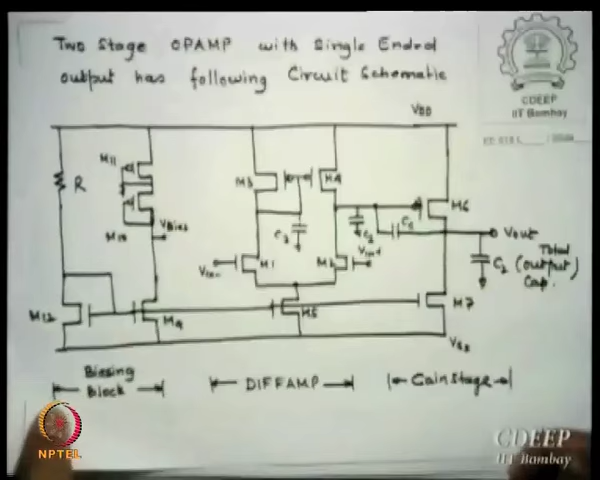 Two Stage OPAMP with Single Ended
output has following Circuit Schematic
CDEEP
IIT Bombay
VDD
M11
R
M3
M4
M6
M10
VBias
C3
C2
C1
Vout
Total
C2 (output)
Cap.
Vin-
M1
M2
Vin+
M12
M9
M5
M7
VSS
Biasing
Block
DIFFAMP
Gain Stage
NPTEL
CDEEP
IIT Bombay